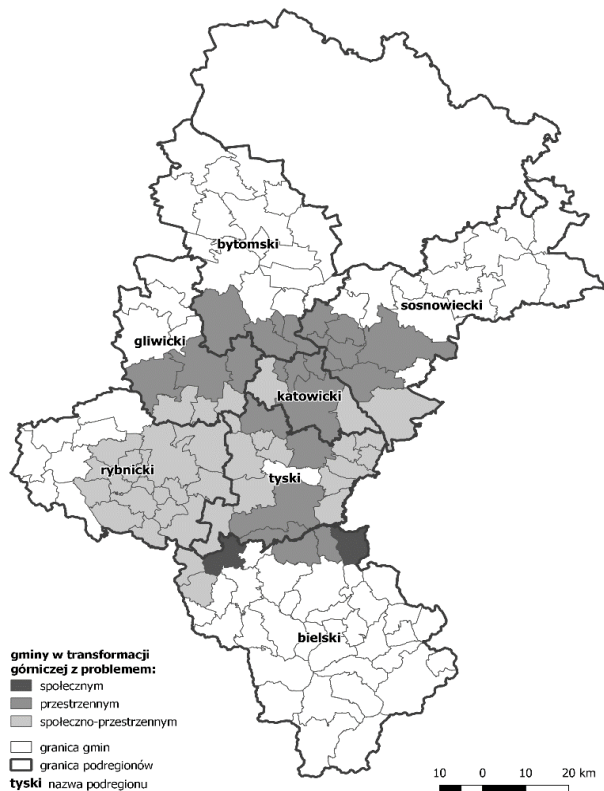 bytomski
sosnowiecki
gliwicki
katowicki
rybnicki
tyski
bielski
gminy w transformacji
górniczej z problemem:
społecznym
przestrzennym
społeczno-przestrzennym
granica gmin
granica podregionów
tyski nazwa podregionu
10 0 10 20 km